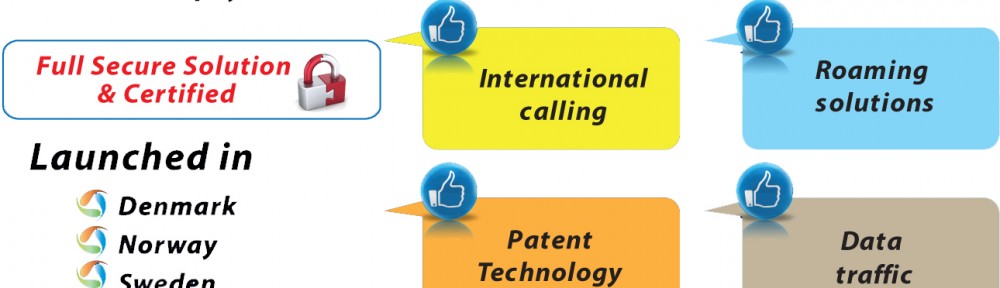 Full Secure Solution
& Certified
Launched in
Denmark
Norway
Sweden
International
calling
Roaming
solutions
Patent
Technology
Data
traffic